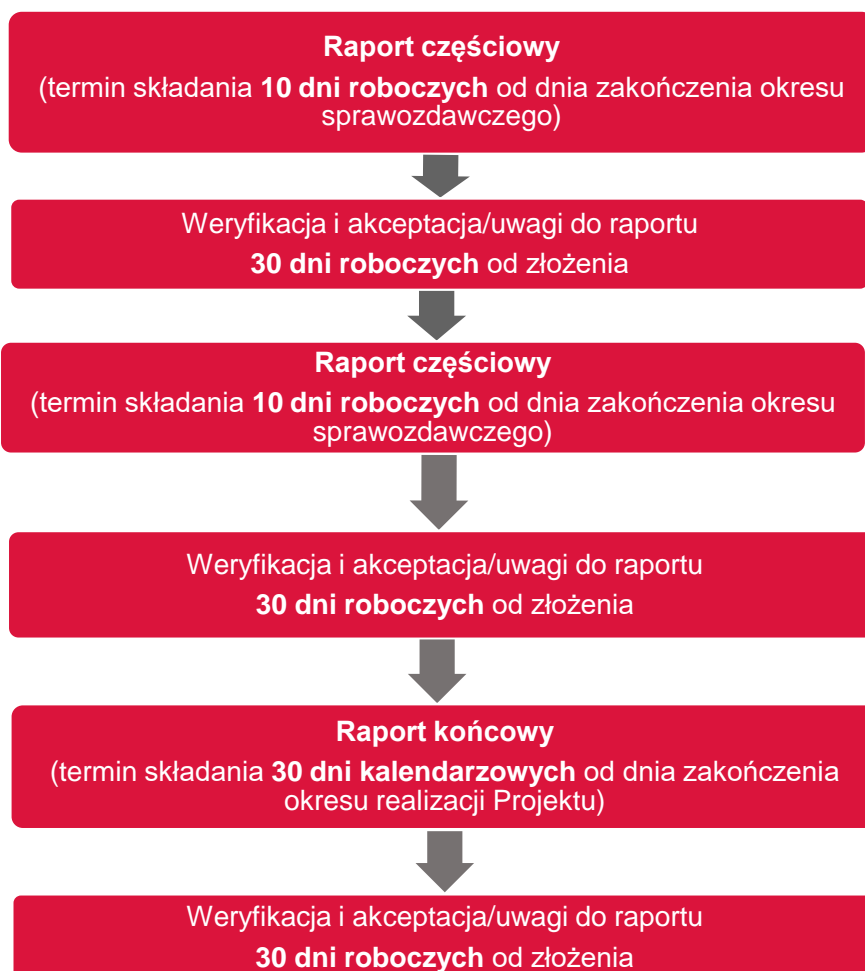 Raport częściowy
(termin składania 10 dni roboczych od dnia zakończenia okresu
sprawozdawczego)
Weryfikacja i akceptacja/uwagi do raportu
30 dni roboczych od złożenia
Raport częściowy
(termin składania 10 dni roboczych od dnia zakończenia okresu
sprawozdawczego)
Weryfikacja i akceptacja/uwagi do raportu
30 dni roboczych od złożenia
Raport końcowy
(termin składania 30 dni kalendarzowych od dnia zakończenia
okresu realizacji Projektu)
Weryfikacja i akceptacja/uwagi do raportu
30 dni roboczych od złożenia